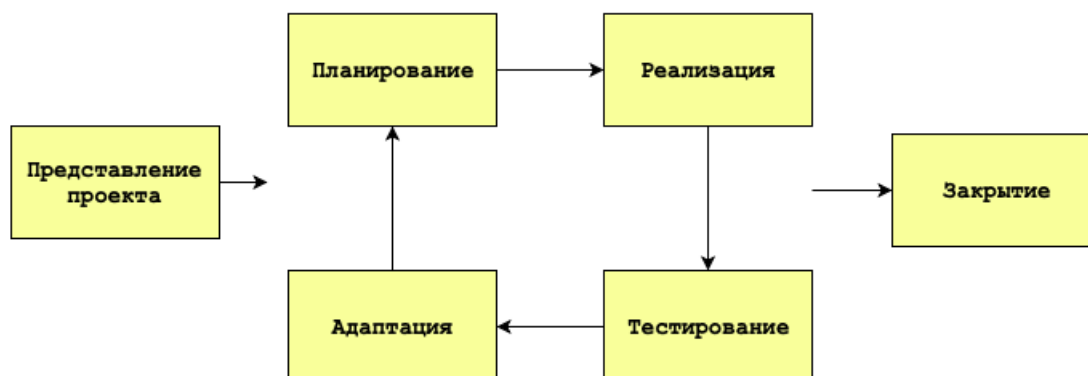 Планирование
Реализация
Представление
проекта
Закрытие
Адаптация
Тестирование